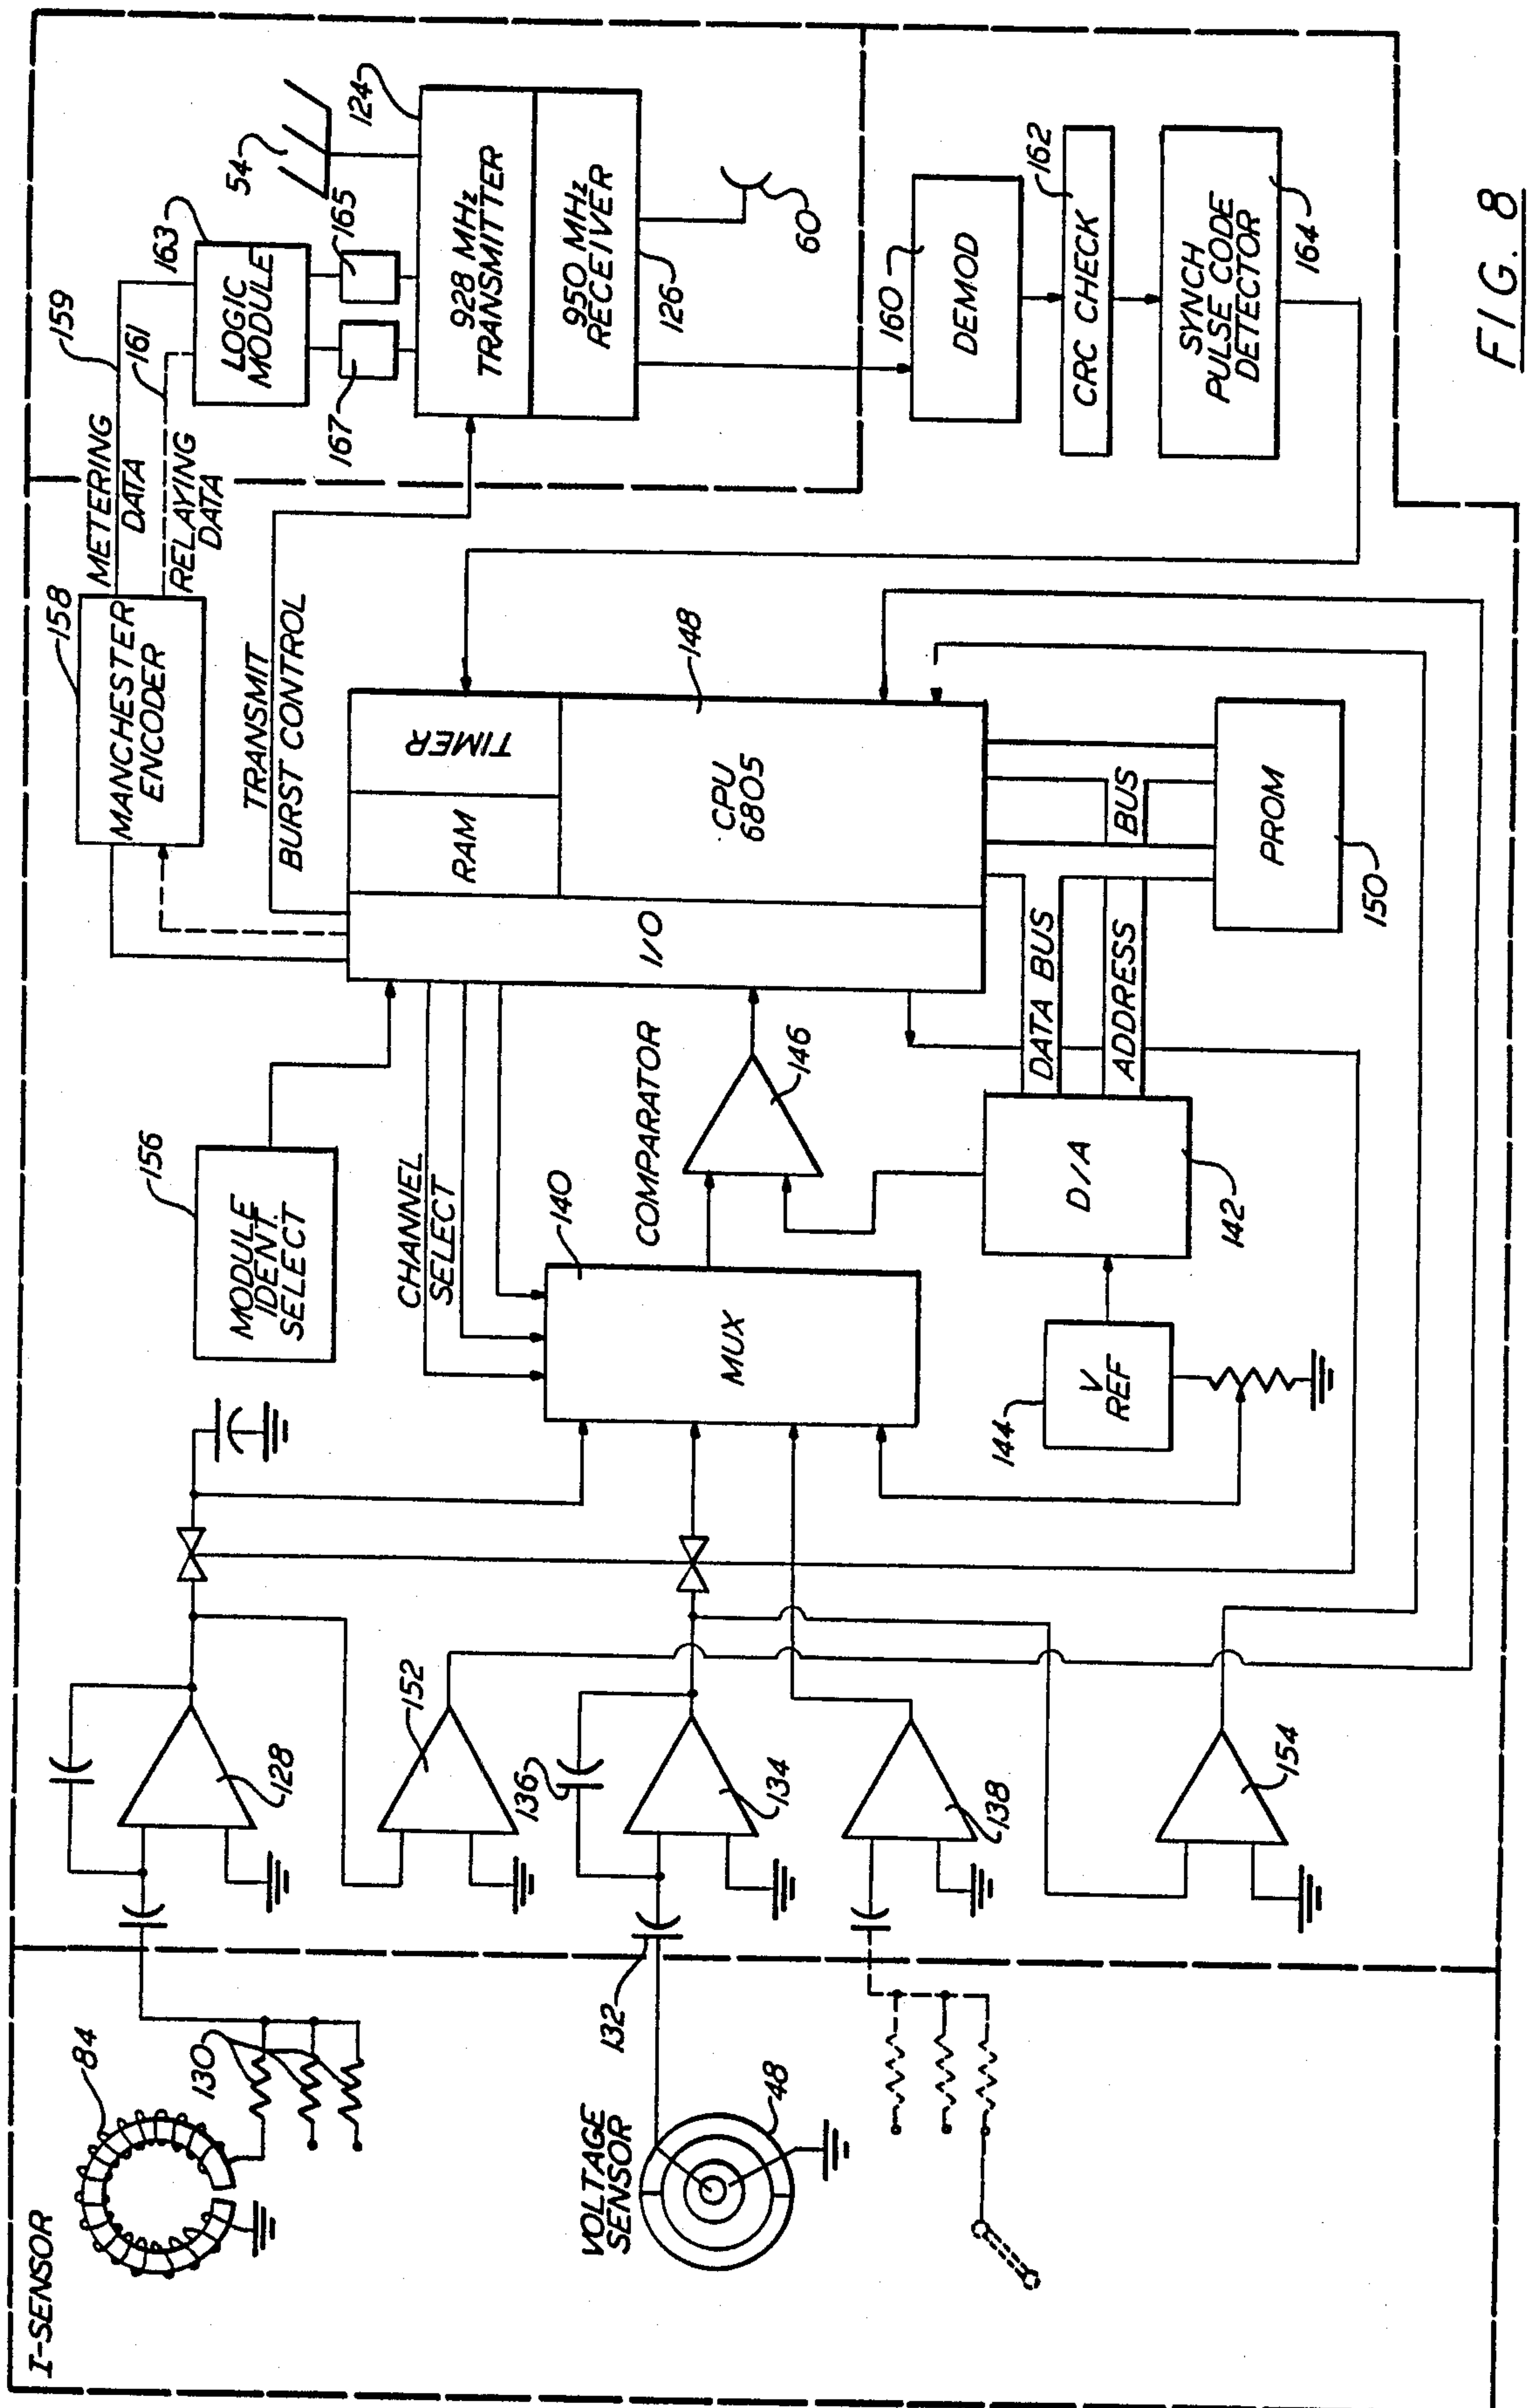 I-SENSOR
84
130
128
152
VOLTAGE
SENSOR
48
132
136
134
138
154
156
MODULE
IDENT.
SELECT
CHANNEL
SELECT
140
MUX
COMPARATOR
146
144
V
REF
D/A
142
DATA BUS
ADDRESS
BUS
PROM
150
I/O
RAM
TIMER
CPU
6805
148
158
MANCHESTER
ENCODER
TRANSMIT
BURST CONTROL
METERING
DATA
RELAYING
DATA
159
161
163
LOGIC
MODULE
165
167
54
124
928 MHz
TRANSMITTER
950 MHz
RECEIVER
126
60
160
DEMOD
162
CRC CHECK
SYNCH
PULSE CODE
DETECTOR
164
FIG. 8